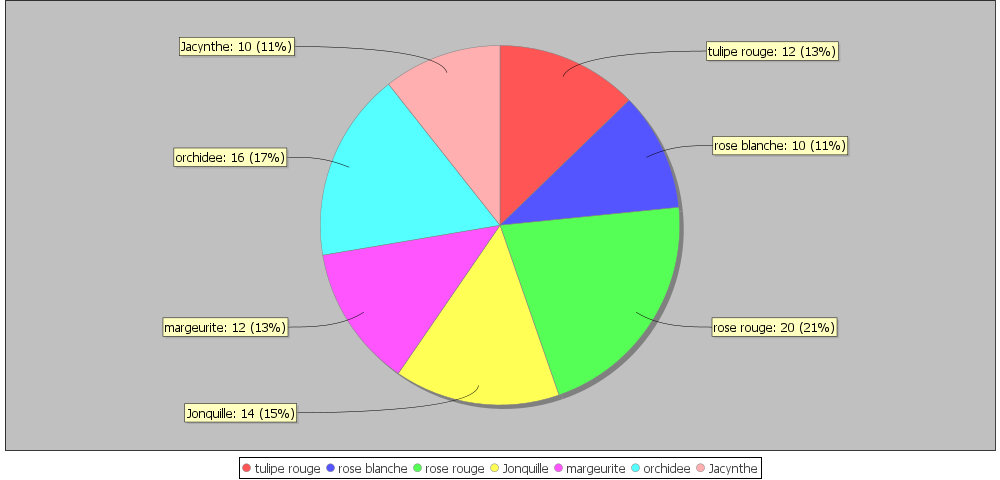 Jacynthe: 10 (11%)
tulipe rouge: 12 (13%)
rose blanche: 10 (11%)
orchidee: 16 (17%)
margeurite: 12 (13%)
rose rouge: 20 (21%)
Jonquille: 14 (15%)
tulipe rouge rose blanche rose rouge Jonquille margeurite orchidee Jacynthe